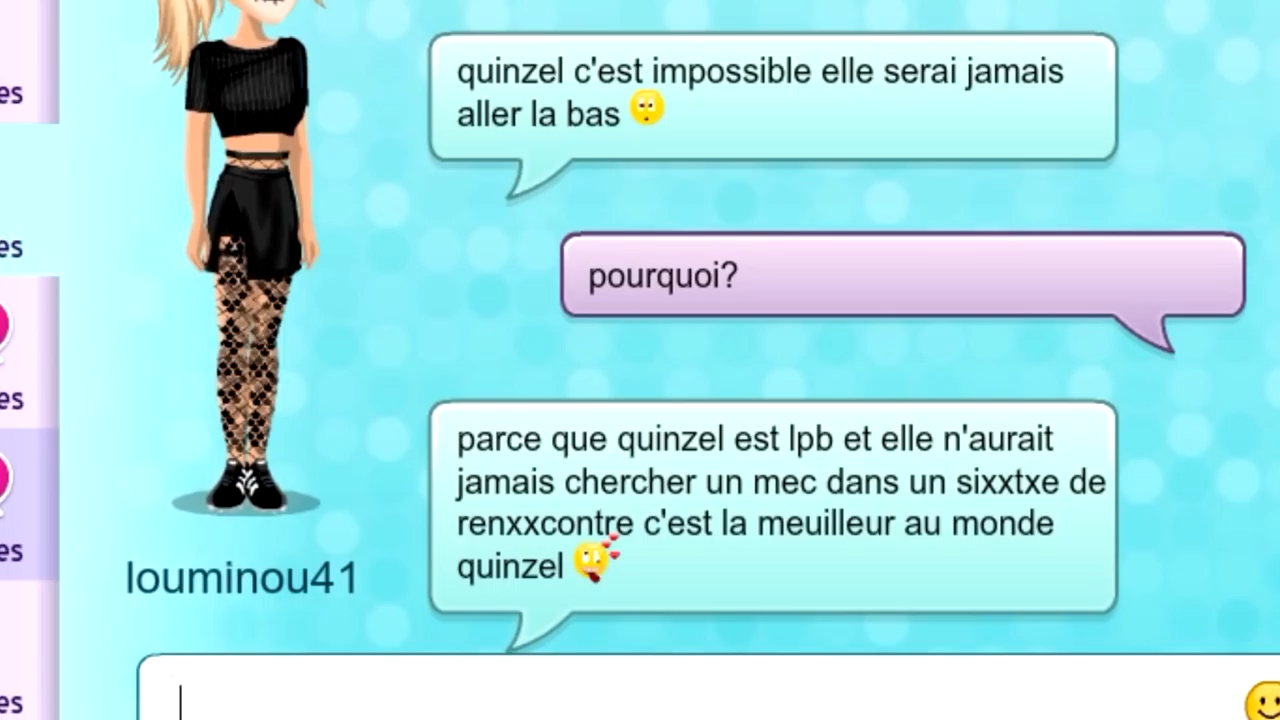 es
quinzel c'est impossible elle serai jamais
aller la bas
es
pourquoi?
es
parce que quinzel est lpb et elle n'aurait
jamais chercher un mec dans un sixxtxe de
renxxcontre c'est la meuilleur au monde
quinzel
es
louminou41
es